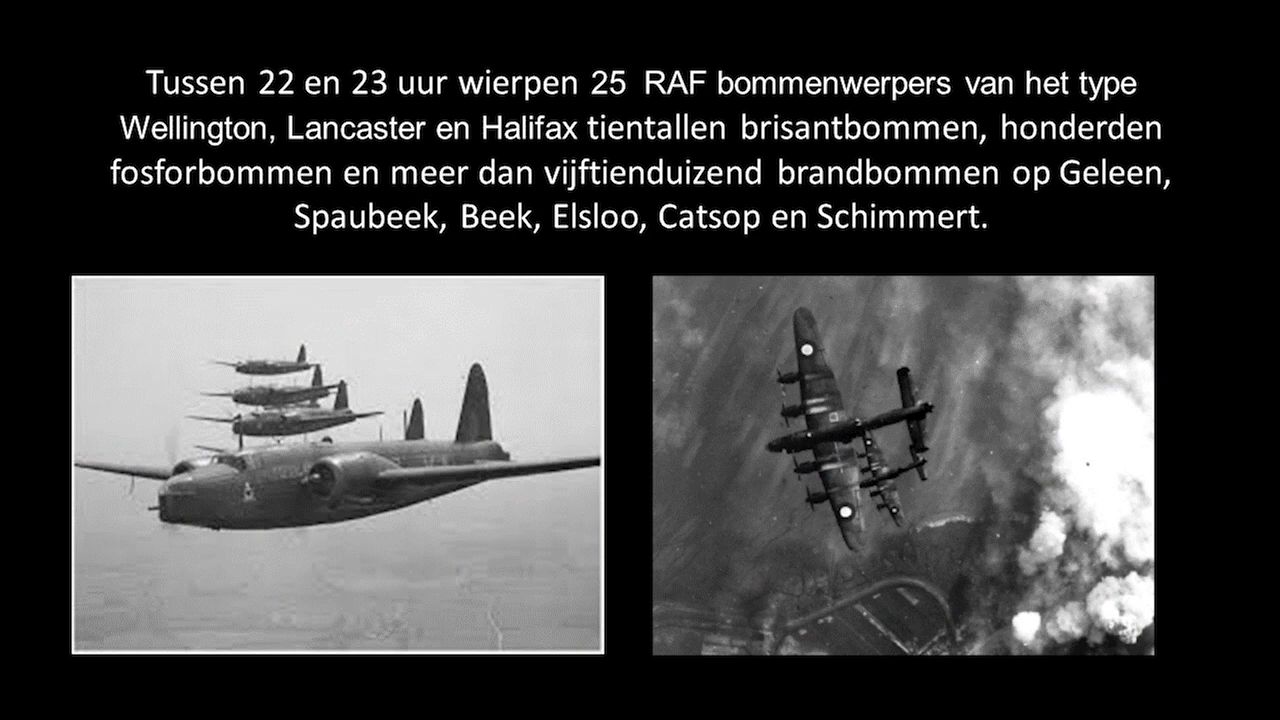 Tussen 22 en 23 uur wierpen 25 RAF bommenwerpers van het type
Wellington, Lancaster en Halifax tientallen brisantbommen, honderden
fosforbommen en meer dan vijftienduizend brandbommen op Geleen,
Spaubeek, Beek, Elsloo, Catsop en Schimmert.